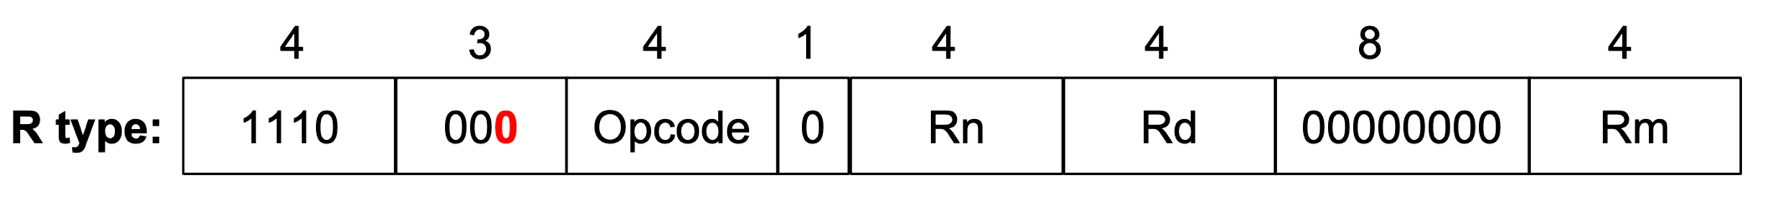 4 3 4 1 4 4 8 4
R type: 1110 000 Opcode 0 Rn Rd 00000000 Rm